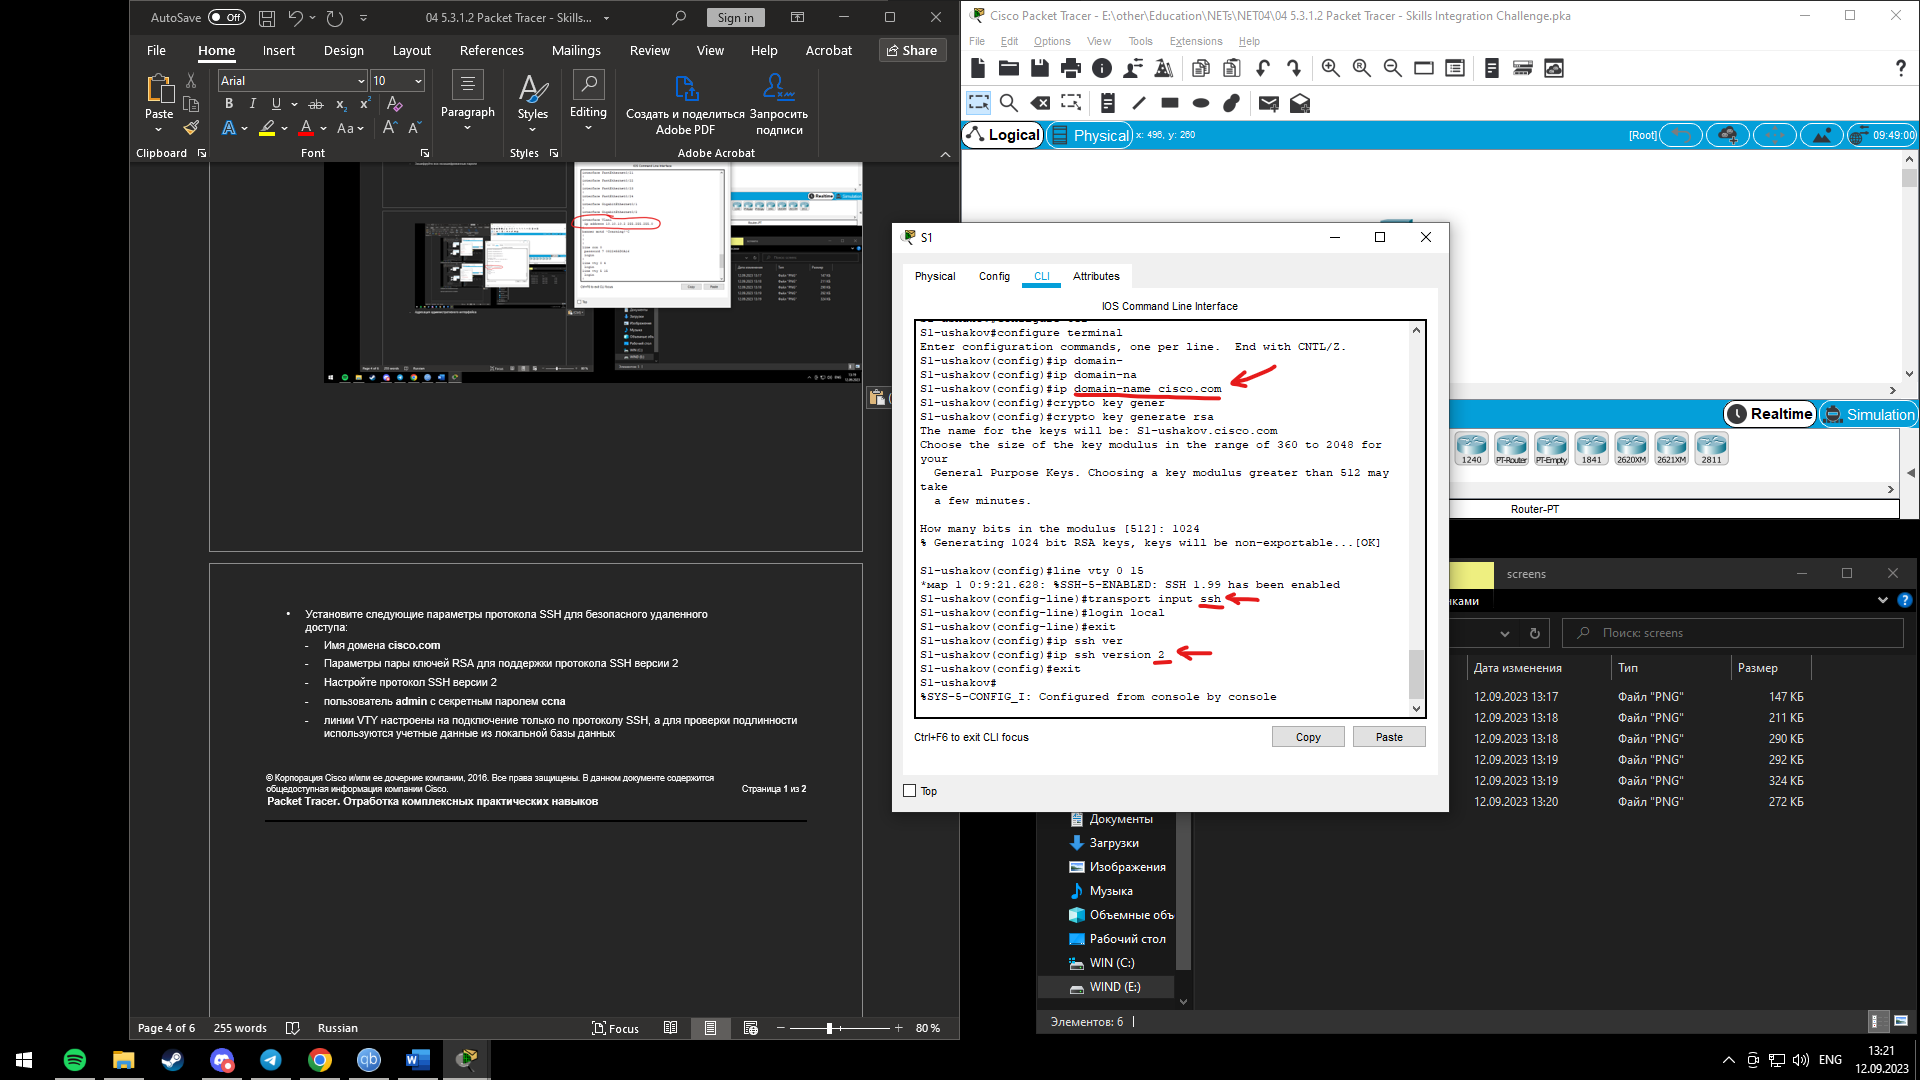 AutoSave Off
04 5.3.1.2 Packet Tracer - Skills...
Sign in
File Home Insert Design Layout References Mailings Review View Help Acrobat Share
Paste
Clipboard
Arial 10
B I U ab x₂ x² A
A A Aa A A
Font
Paragraph
Styles
Styles
Editing
Создать и поделиться Adobe PDF
Запросить подписи
Adobe Acrobat
• Установите следующие параметры протокола SSH для безопасного удаленного
доступа:
- Имя домена cisco.com
- Параметры пары ключей RSA для поддержки протокола SSH версии 2
- Настройте протокол SSH версии 2
- пользователь admin с секретным паролем ccna
- линии VTY настроены на подключение только по протоколу SSH, а для проверки подлинности
используются учетные данные из локальной базы данных
© Корпорация Cisco и/или ее дочерние компании, 2016. Все права защищены. В данном документе содержится
общедоступная информация компании Cisco. Страница 1 из 2
Packet Tracer. Отработка комплексных практических навыков
Page 4 of 6 255 words Russian Focus 80 %
Cisco Packet Tracer - E:\other\Education\NETs\NET04\04 5.3.1.2 Packet Tracer - Skills Integration Challenge.pka
File Edit Options View Tools Extensions Help
Logical Physical x: 496, y: 260 [Root] 09:49:00
S1
Physical Config CLI Attributes
IOS Command Line Interface
S1-ushakov#configure terminal
Enter configuration commands, one per line. End with CNTL/Z.
S1-ushakov(config)#ip domain-
S1-ushakov(config)#ip domain-na
S1-ushakov(config)#ip domain-name cisco.com
S1-ushakov(config)#crypto key gener
S1-ushakov(config)#crypto key generate rsa
The name for the keys will be: S1-ushakov.cisco.com
Choose the size of the key modulus in the range of 360 to 2048 for
your
General Purpose Keys. Choosing a key modulus greater than 512 may
take
a few minutes.
How many bits in the modulus [512]: 1024
% Generating 1024 bit RSA keys, keys will be non-exportable...[OK]
S1-ushakov(config)#line vty 0 15
*мар 1 0:9:21.628: %SSH-5-ENABLED: SSH 1.99 has been enabled
S1-ushakov(config-line)#transport input ssh
S1-ushakov(config-line)#login local
S1-ushakov(config-line)#exit
S1-ushakov(config)#ip ssh ver
S1-ushakov(config)#ip ssh version 2
S1-ushakov(config)#exit
S1-ushakov#
%SYS-5-CONFIG_I: Configured from console by console
Ctrl+F6 to exit CLI focus Copy Paste
Top
Realtime Simulation
1240 PT-Router PT-Empty 1841 2620XM 2621XM 2811
Router-PT
screens
нками
Поиск: screens
Дата изменения Тип Размер
12.09.2023 13:17 Файл "PNG" 147 КБ
12.09.2023 13:18 Файл "PNG" 211 КБ
12.09.2023 13:18 Файл "PNG" 290 КБ
12.09.2023 13:19 Файл "PNG" 292 КБ
12.09.2023 13:19 Файл "PNG" 324 КБ
12.09.2023 13:20 Файл "PNG" 272 КБ
Документы
Загрузки
Изображения
Музыка
Объемные объ
Рабочий стол
WIN (C:)
WIND (E:)
Элементов: 6
ENG 13:21
12.09.2023